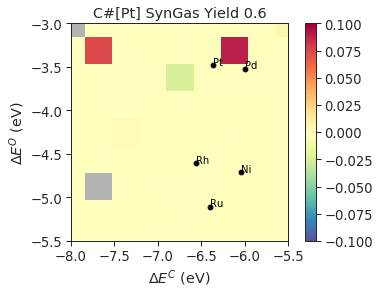 C#[Pt] SynGas Yield 0.6
−3.0
−3.5
−4.0
−4.5
−5.0
−5.5
ΔE^O (eV)
Pt
Pd
Rh
Ni
Ru
−8.0 −7.5 −7.0 −6.5 −6.0 −5.5
ΔE^C (eV)
0.100
0.075
0.050
0.025
0.000
−0.025
−0.050
−0.075
−0.100